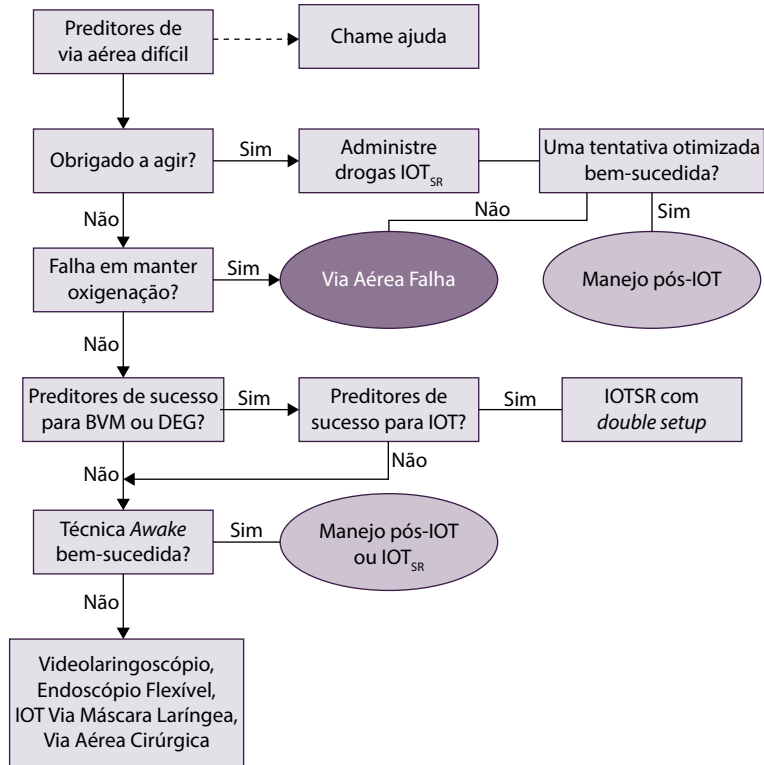 Preditores de
via aérea difícil
Chame ajuda
Obrigado a agir?
Sim
Administre
drogas IOTSR
Uma tentativa otimizada
bem-sucedida?
Não
Não
Sim
Falha em manter
oxigenação?
Sim
Via Aérea Falha
Manejo pós-IOT
Não
Preditores de sucesso
para BVM ou DEG?
Sim
Preditores de
sucesso para IOT?
Sim
IOTSR com
double setup
Não
Não
Técnica Awake
bem-sucedida?
Sim
Manejo pós-IOT
ou IOTSR
Não
Videolaringoscópio,
Endoscópio Flexível,
IOT Via Máscara Laríngea,
Via Aérea Cirúrgica